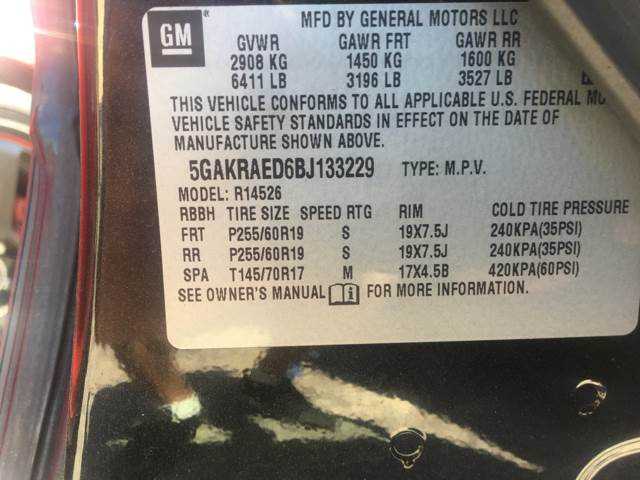 GM
MFD BY GENERAL MOTORS LLC
GVWR GAWR FRT GAWR RR
2908 KG 1450 KG 1600 KG
6411 LB 3196 LB 3527 LB
THIS VEHICLE CONFORMS TO ALL APPLICABLE U.S. FEDERAL
VEHICLE SAFETY STANDARDS IN EFFECT ON THE DATE OF
MANUFACTURE SHOWN ABOVE.
5GAKRAED6BJ133229 TYPE: M.P.V.
MODEL: R14526
RBBH TIRE SIZE SPEED RTG RIM COLD TIRE PRESSURE
FRT P255/60R19 S 19X7.5J 240KPA(35PSI)
RR P255/60R19 S 19X7.5J 240KPA(35PSI)
SPA T145/70R17 M 17X4.5B 420KPA(60PSI)
SEE OWNER'S MANUAL i FOR MORE INFORMATION.